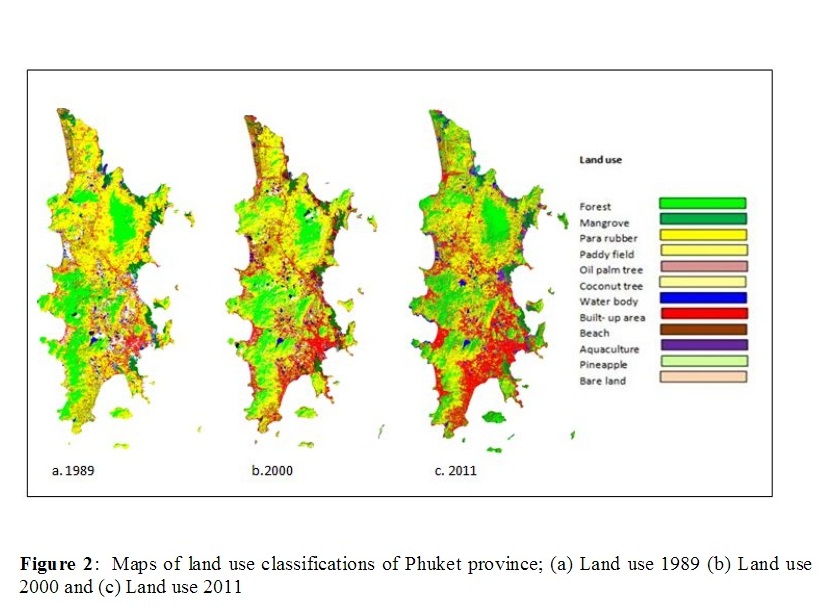 Land use
Forest
Mangrove
Para rubber
Paddy field
Oil palm tree
Coconut tree
Water body
Built- up area
Beach
Aquaculture
Pineapple
Bare land
a. 1989
b.2000
c. 2011
Figure 2: Maps of land use classifications of Phuket province; (a) Land use 1989 (b) Land use
2000 and (c) Land use 2011